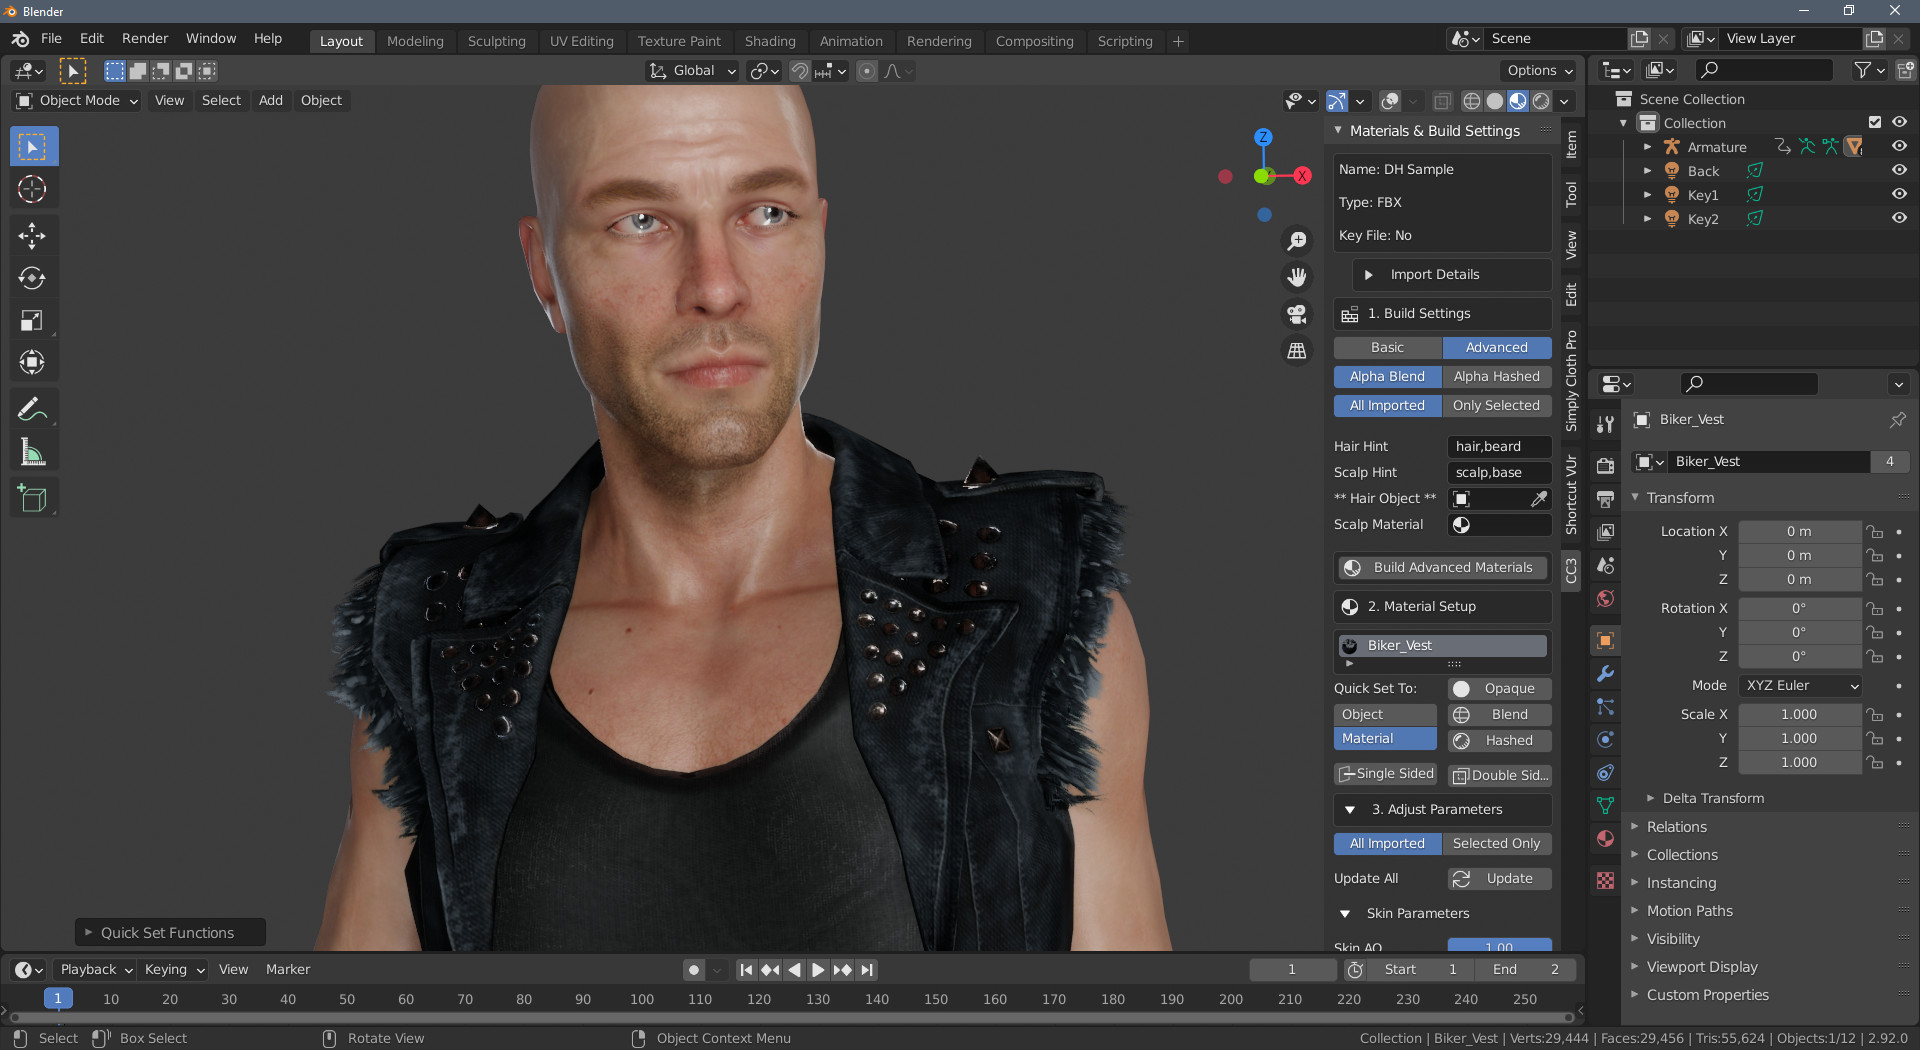 Blender
File Edit Render Window Help
Layout Modeling Sculpting UV Editing Texture Paint Shading Animation Rendering Compositing Scripting +
Scene
View Layer
Global
Options
Object Mode View Select Add Object
Z
X
Materials & Build Settings
Name: DH Sample
Type: FBX
Key File: No
Import Details
1. Build Settings
Basic Advanced
Alpha Blend Alpha Hashed
All Imported Only Selected
Hair Hint hair,beard
Scalp Hint scalp,base
** Hair Object **
Scalp Material
Build Advanced Materials
2. Material Setup
Biker_Vest
Quick Set To: Opaque
Object Blend
Material Hashed
Single Sided Double Sid...
3. Adjust Parameters
All Imported Selected Only
Update All Update
Skin Parameters
Skin AO 1.00
Item
Tool
View
Edit
Simply Cloth Pro
Shortcut VUr
CC3
Scene Collection
Collection
Armature
Back
Key1
Key2
Biker_Vest
Biker_Vest 4
Transform
Location X 0 m
Y 0 m
Z 0 m
Rotation X 0°
Y 0°
Z 0°
Mode XYZ Euler
Scale X 1.000
Y 1.000
Z 1.000
Delta Transform
Relations
Collections
Instancing
Motion Paths
Visibility
Viewport Display
Custom Properties
Quick Set Functions
Playback Keying View Marker
1 Start 1 End 2
1 10 20 30 40 50 60 70 80 90 100 110 120 130 140 150 160 170 180 190 200 210 220 230 240 250
Select Box Select Rotate View Object Context Menu
Collection | Biker_Vest | Verts:29,444 | Faces:29,456 | Tris:55,624 | Objects:1/12 | 2.92.0